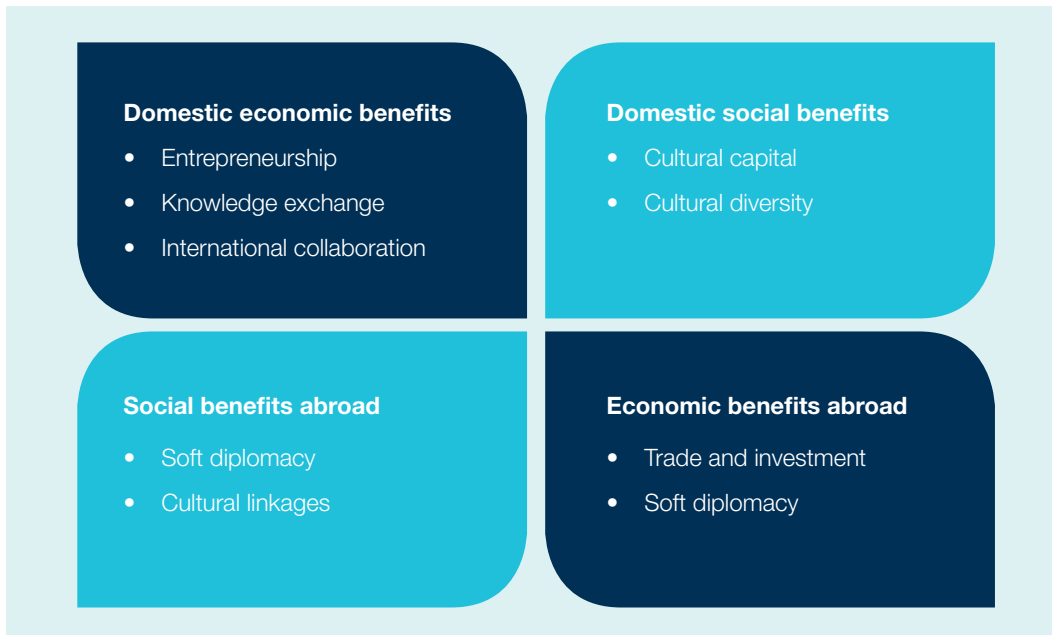 Domestic economic benefits
• Entrepreneurship
• Knowledge exchange
• International collaboration
Domestic social benefits
• Cultural capital
• Cultural diversity
Social benefits abroad
• Soft diplomacy
• Cultural linkages
Economic benefits abroad
• Trade and investment
• Soft diplomacy